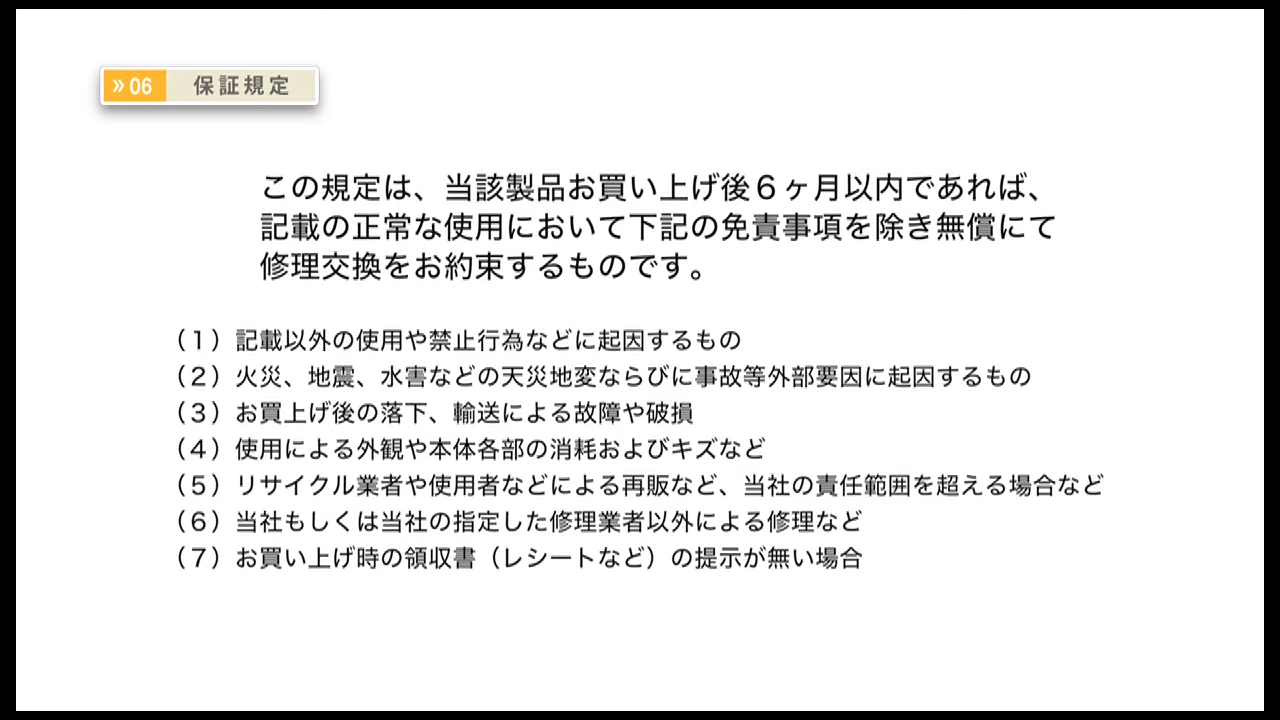 »06 保証規定
この規定は、当該製品お買い上げ後６ヶ月以内であれば、
記載の正常な使用において下記の免責事項を除き無償にて
修理交換をお約束するものです。
（１）記載以外の使用や禁止行為などに起因するもの
（２）火災、地震、水害などの天災地変ならびに事故等外部要因に起因するもの
（３）お買上げ後の落下、輸送による故障や破損
（４）使用による外観や本体各部の消耗およびキズなど
（５）リサイクル業者や使用者などによる再販など、当社の責任範囲を超える場合など
（６）当社もしくは当社の指定した修理業者以外による修理など
（７）お買い上げ時の領収書（レシートなど）の提示が無い場合